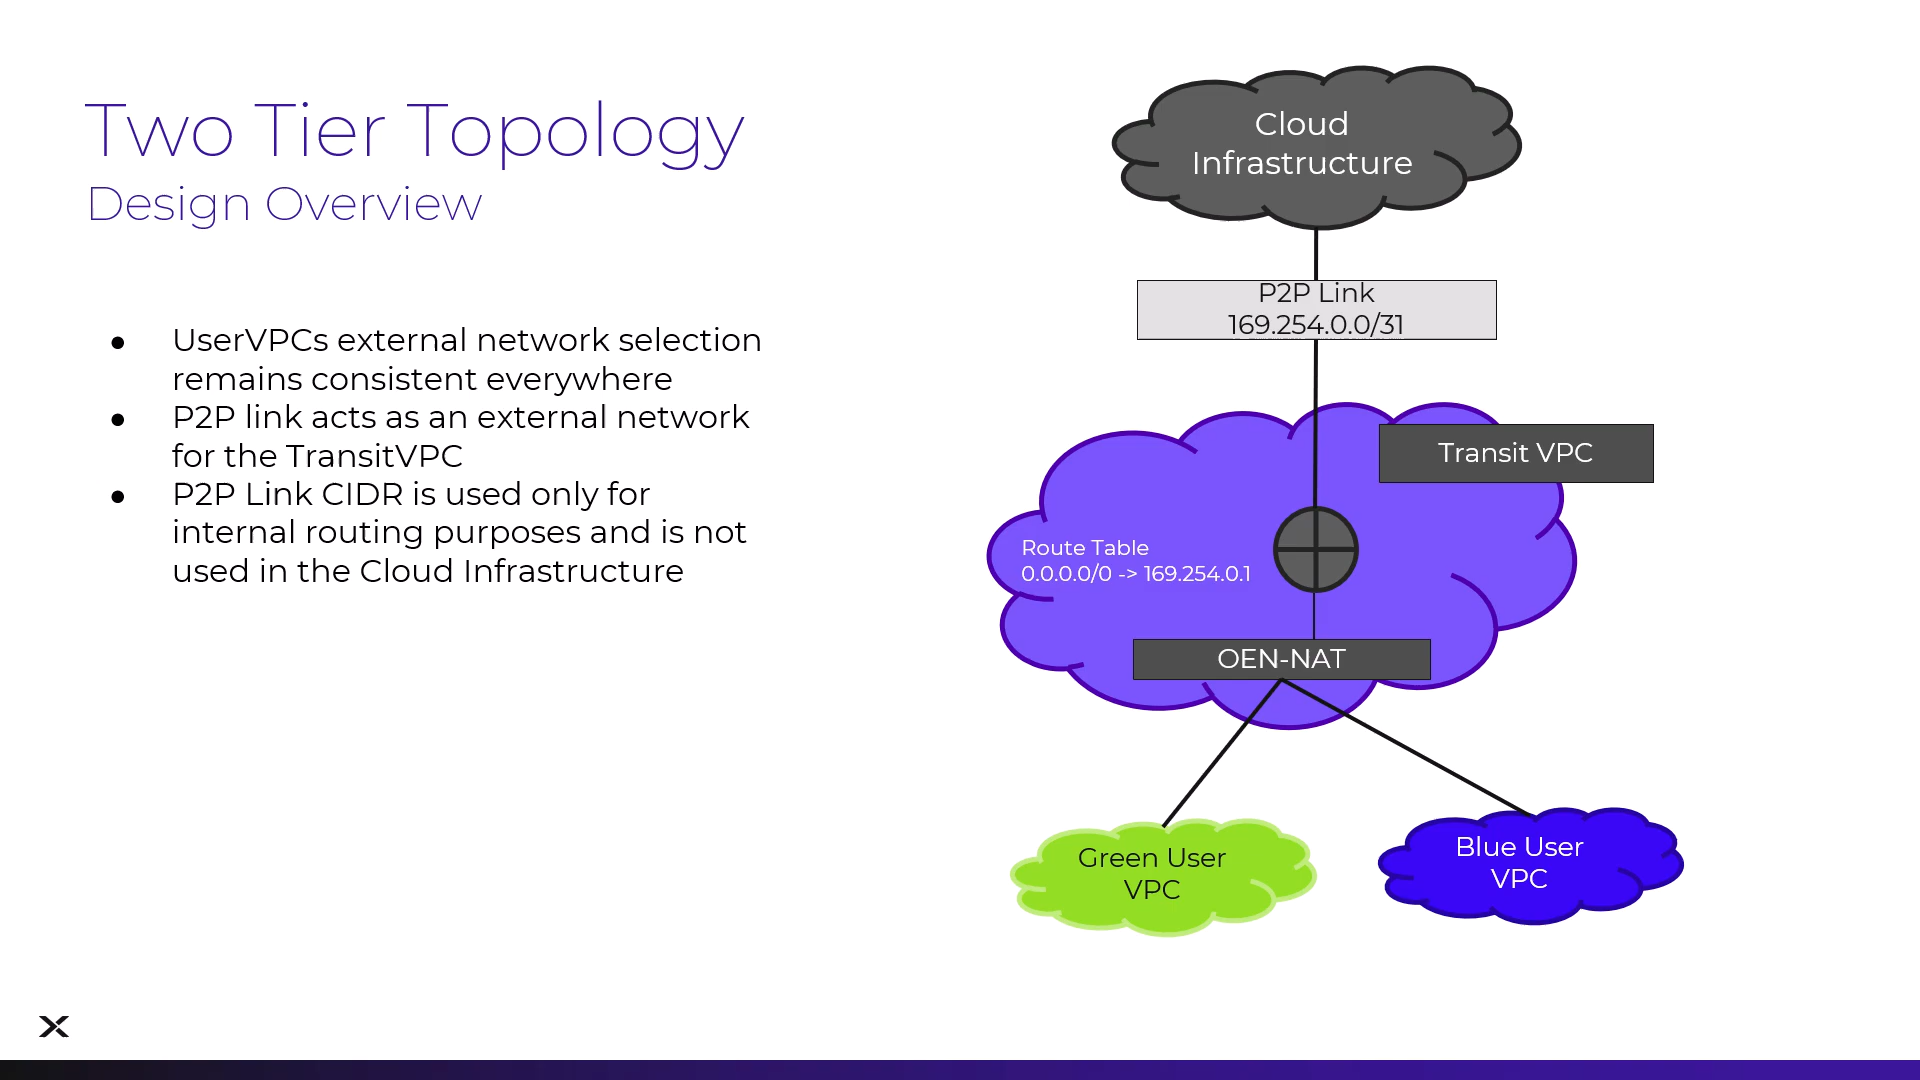 Two Tier Topology
Design Overview
● UserVPCs external network selection
remains consistent everywhere
● P2P link acts as an external network
for the TransitVPC
● P2P Link CIDR is used only for
internal routing purposes and is not
used in the Cloud Infrastructure
Cloud
Infrastructure
P2P Link
169.254.0.0/31
Transit VPC
Route Table
0.0.0.0/0 -> 169.254.0.1
OEN-NAT
Green User
VPC
Blue User
VPC